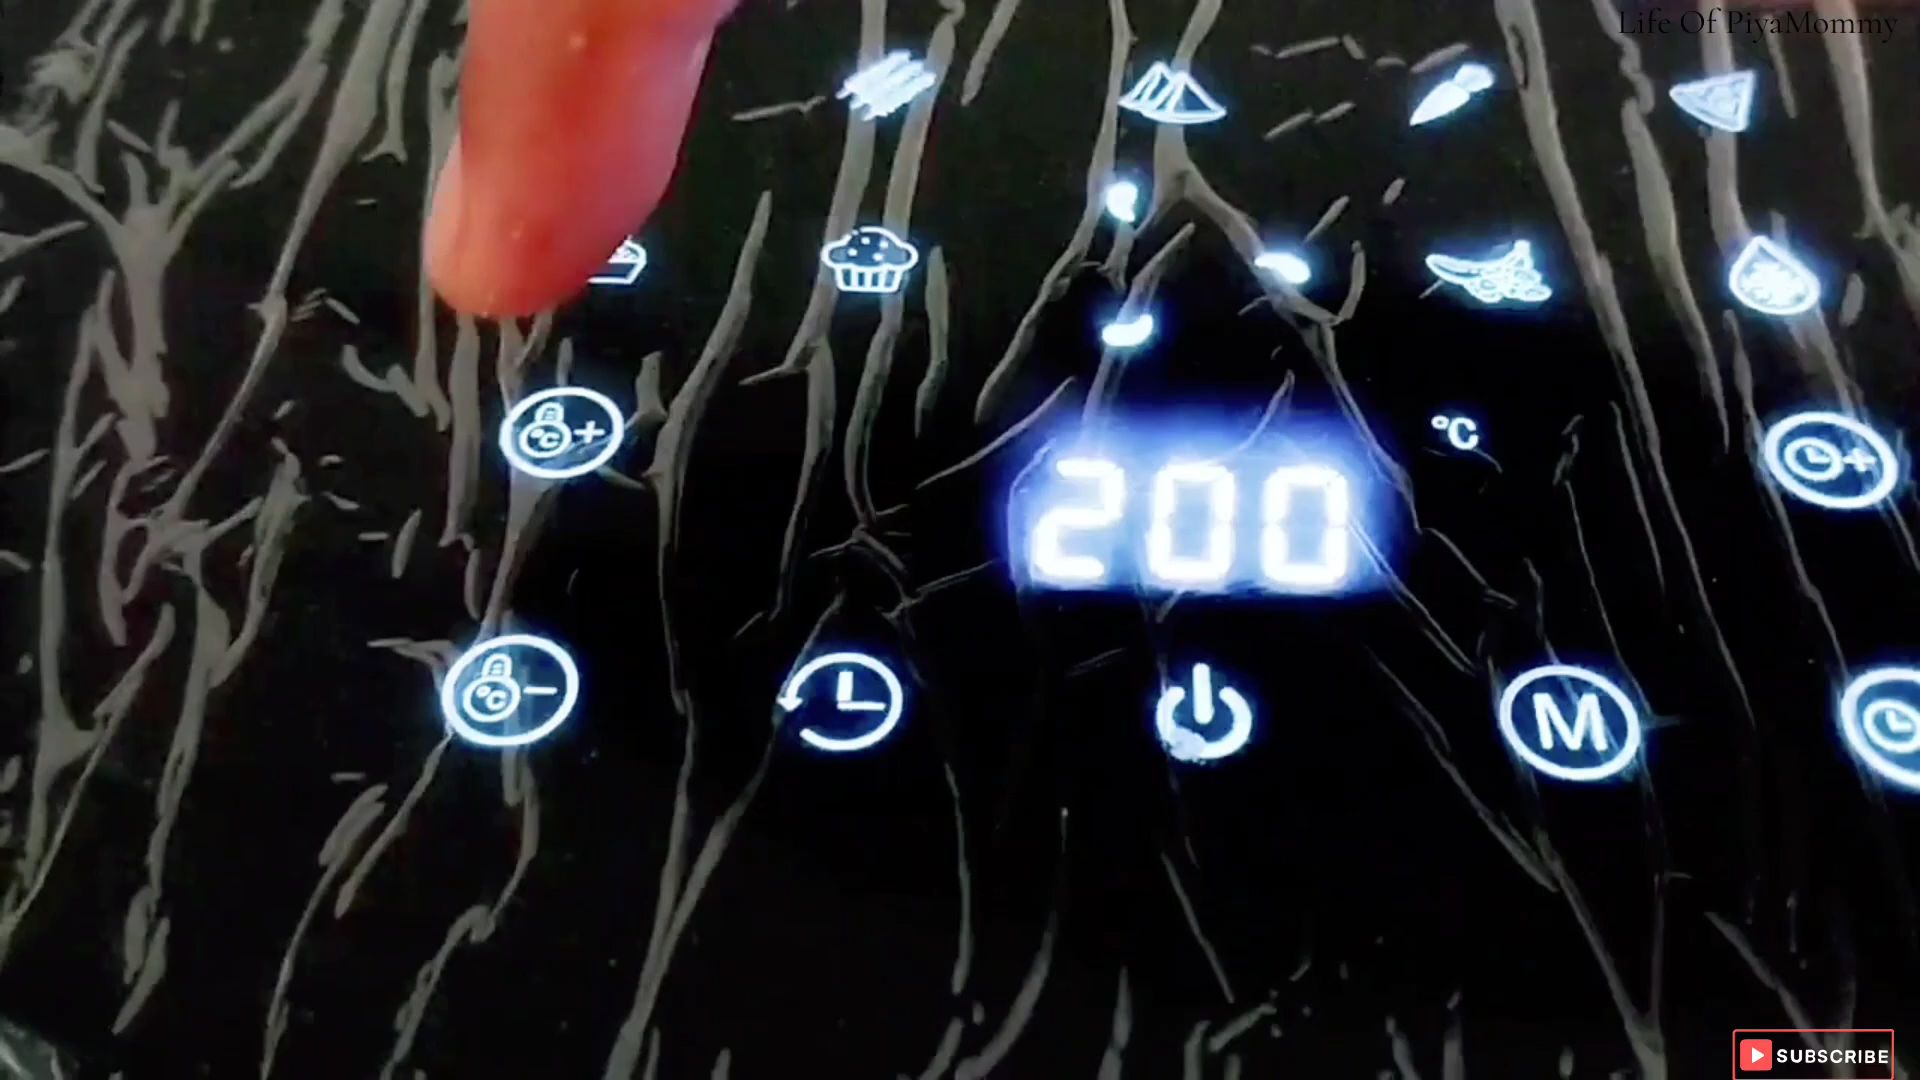 Life Of PiyaMommy
°C
°C +
200
°C −
M
SUBSCRIBE